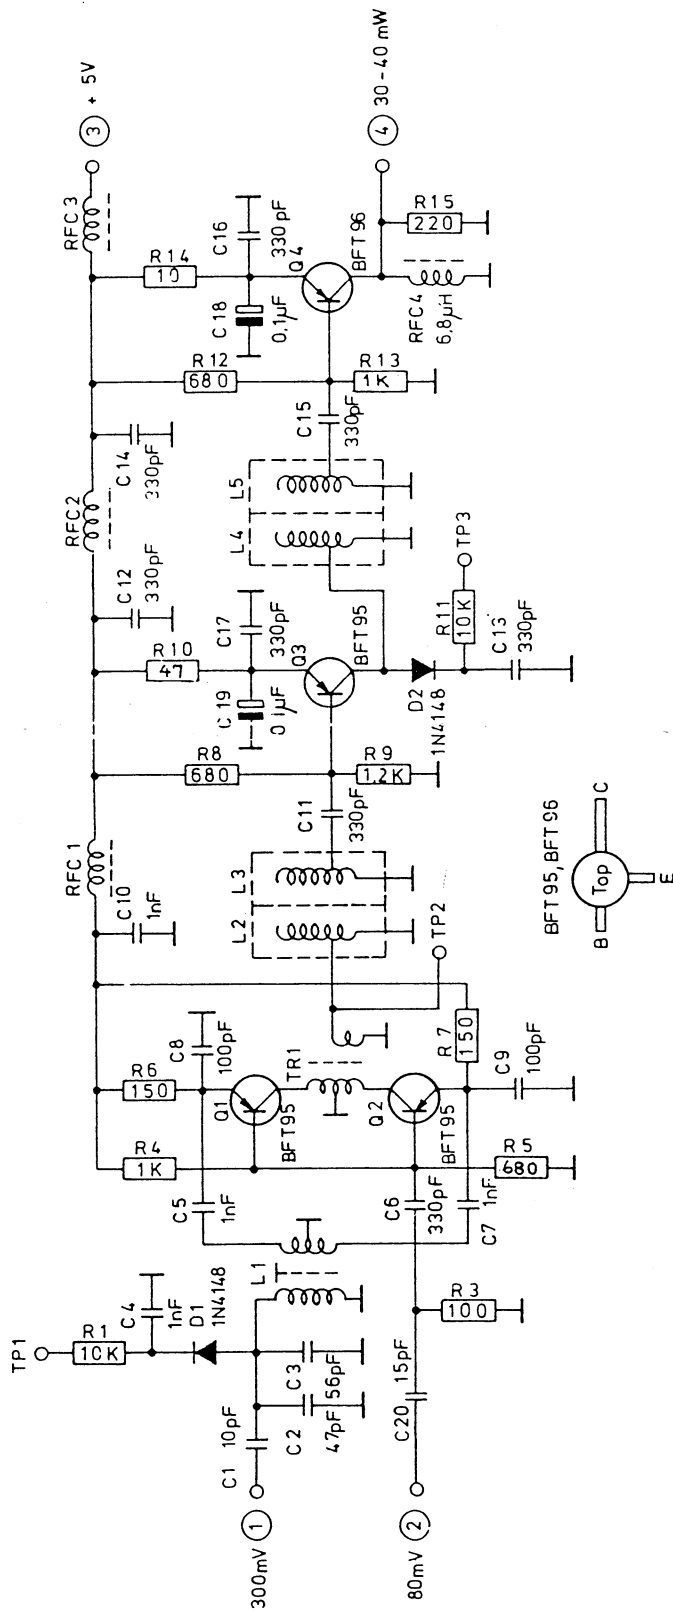 TP1
R1
10K
C4
1nF
D1
1N4148
300mV 1
C1 10pF
C2
47pF
C3
56pF
L1
80mV 2
C20 15pF
R3
100
C5
1nF
C6
330pF
C7
1nF
R4
1K
R6
150
C8
100pF
Q1
BFT95
TR1
Q2
BFT95
R5
680
R7
150
C9
100pF
TP2
L2 L3
C10
1nF
RFC1
C11
330pF
R8
680
R9
1,2K
R10
47
C19
0,1µF
C17
330pF
Q3
BFT95
D2
1N4148
R11
10K
TP3
C13
330pF
C12
330pF
RFC2
C14
330pF
L4 L5
C15
330pF
R12
680
R13
1K
R14
10
C18
0,1µF
C16
330pF
Q4
BFT96
RFC4
6,8µH
R15
220
RFC3
3 + 5V
4 30-40 mW
BFT95, BFT96
B
Top
C
E